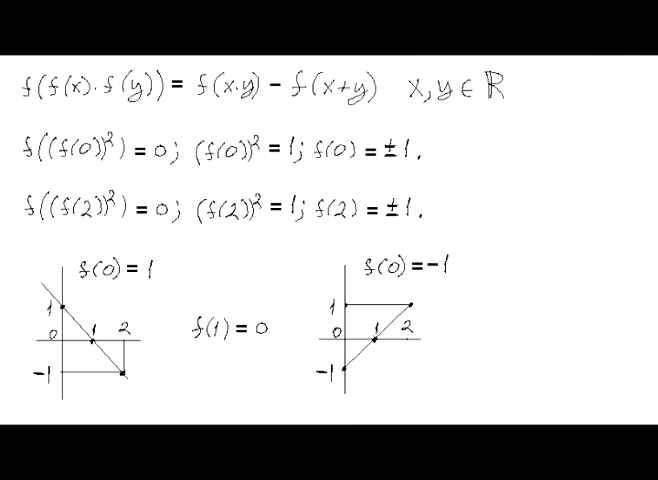 f(f(x)·f(y)) = f(x·y) - f(x+y)   x,y ∈ ℝ
f((f(0))²) = 0; (f(0))² = 1; f(0) = ±1.
f((f(2))²) = 0; (f(2))² = 1; f(2) = ±1.
f(0) = 1
f(0) = -1
1
0
1
2
-1
f(1) = 0
1
0
1
2
-1